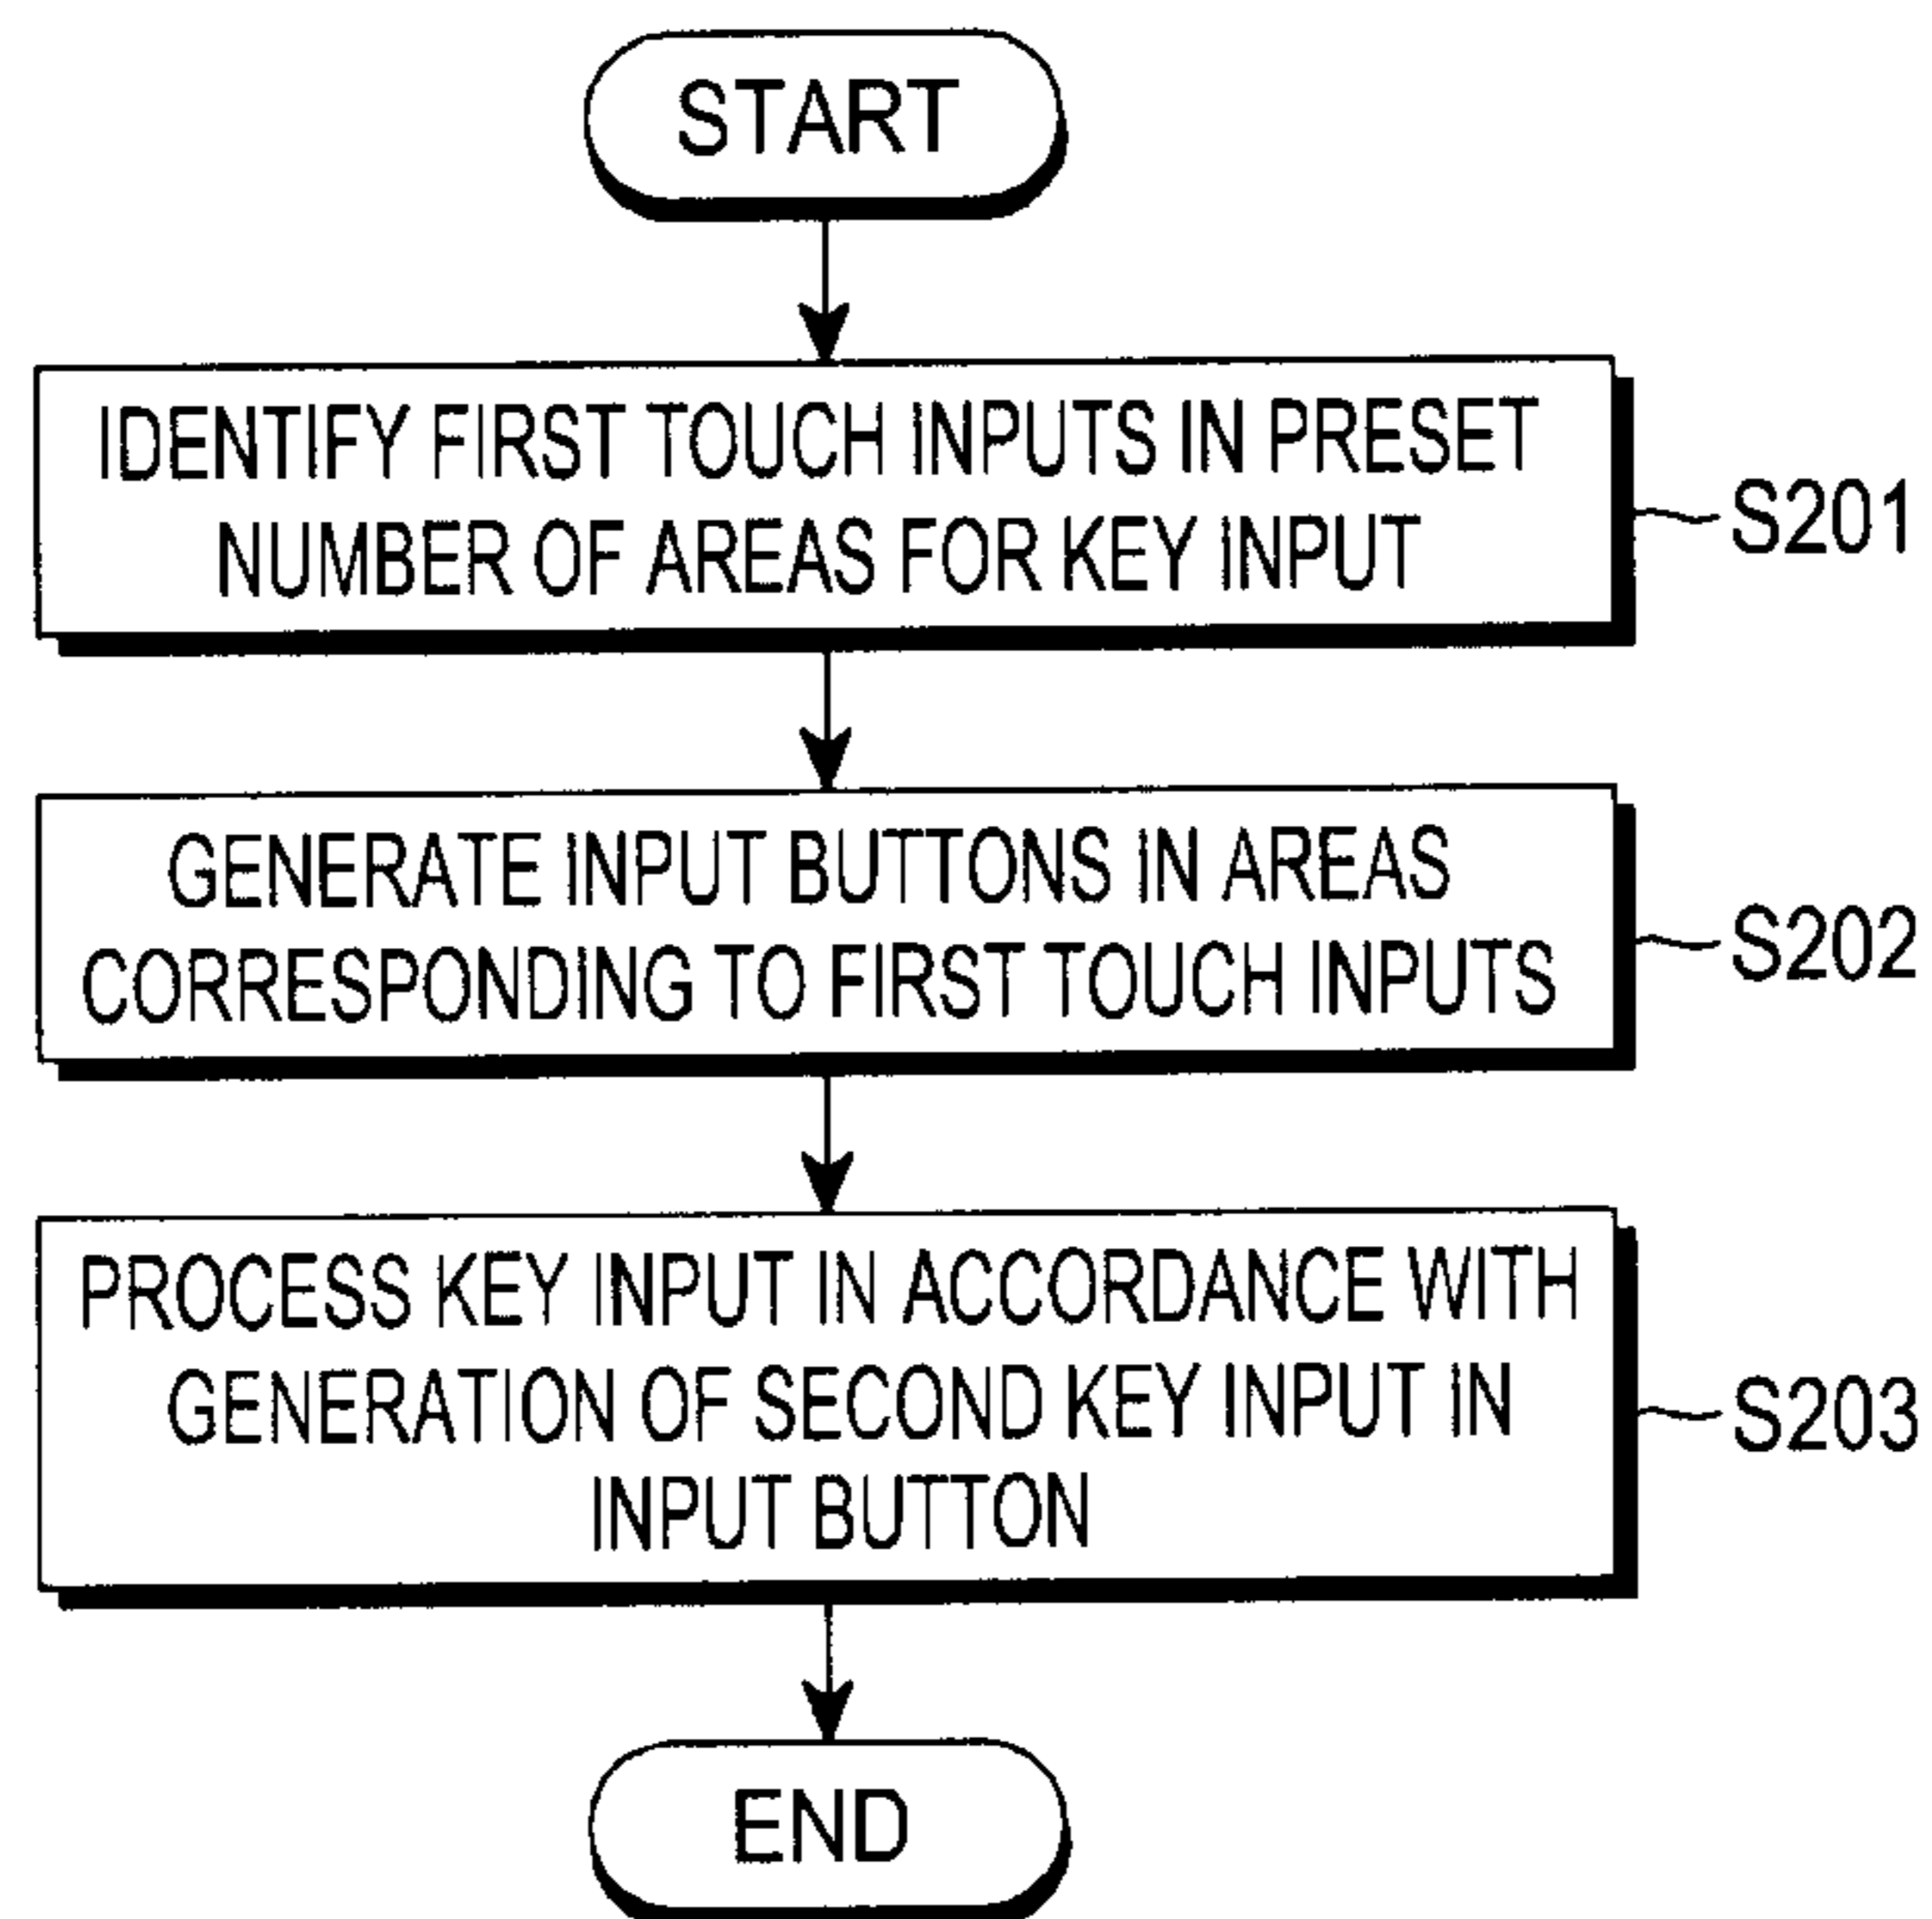 START
IDENTIFY FIRST TOUCH INPUTS IN PRESET
NUMBER OF AREAS FOR KEY INPUT
S201
GENERATE INPUT BUTTONS IN AREAS
CORRESPONDING TO FIRST TOUCH INPUTS
S202
PROCESS KEY INPUT IN ACCORDANCE WITH
GENERATION OF SECOND KEY INPUT IN
INPUT BUTTON
S203
END